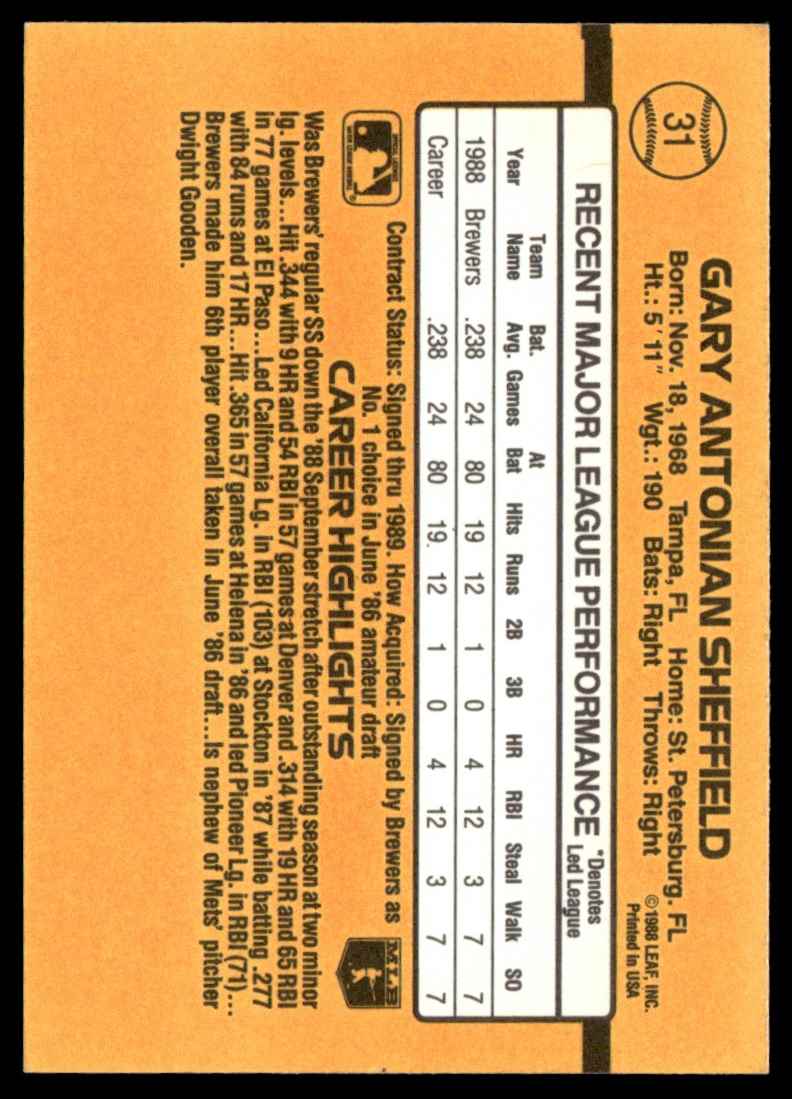 31
GARY ANTONIAN SHEFFIELD
Born: Nov. 18, 1968 Tampa, FL Home: St. Petersburg. FL
Ht.: 5'11" Wgt.: 190 Bats: Right Throws: Right
©1988 LEAF, INC.
Printed in USA
RECENT MAJOR LEAGUE PERFORMANCE
*Denotes
Led League
Team Bat. At
Year Name Avg. Games Bat Hits Runs 2B 3B HR RBI Steal Walk SO
1988 Brewers .238 24 80 19 12 1 0 4 12 3 7 7
Career .238 24 80 19. 12 1 0 4 12 3 7 7
Contract Status: Signed thru 1989. How Acquired: Signed by Brewers as
No. 1 choice in June '86 amateur draft
MLB
CAREER HIGHLIGHTS
Was Brewers' regular SS down the '88 September stretch after outstanding season at two minor
lg. levels...Hit .344 with 9 HR and 54 RBI in 57 games at Denver and .314 with 19 HR and 65 RBI
in 77 games at El Paso...Led California Lg. in RBI (103) at Stockton in '87 while batting .277
with 84 runs and 17 HR...Hit .365 in 57 games at Helena in '86 and led Pioneer Lg. in RBI (71)...
Brewers made him 6th player overall taken in June '86 draft...Is nephew of Mets' pitcher
Dwight Gooden.